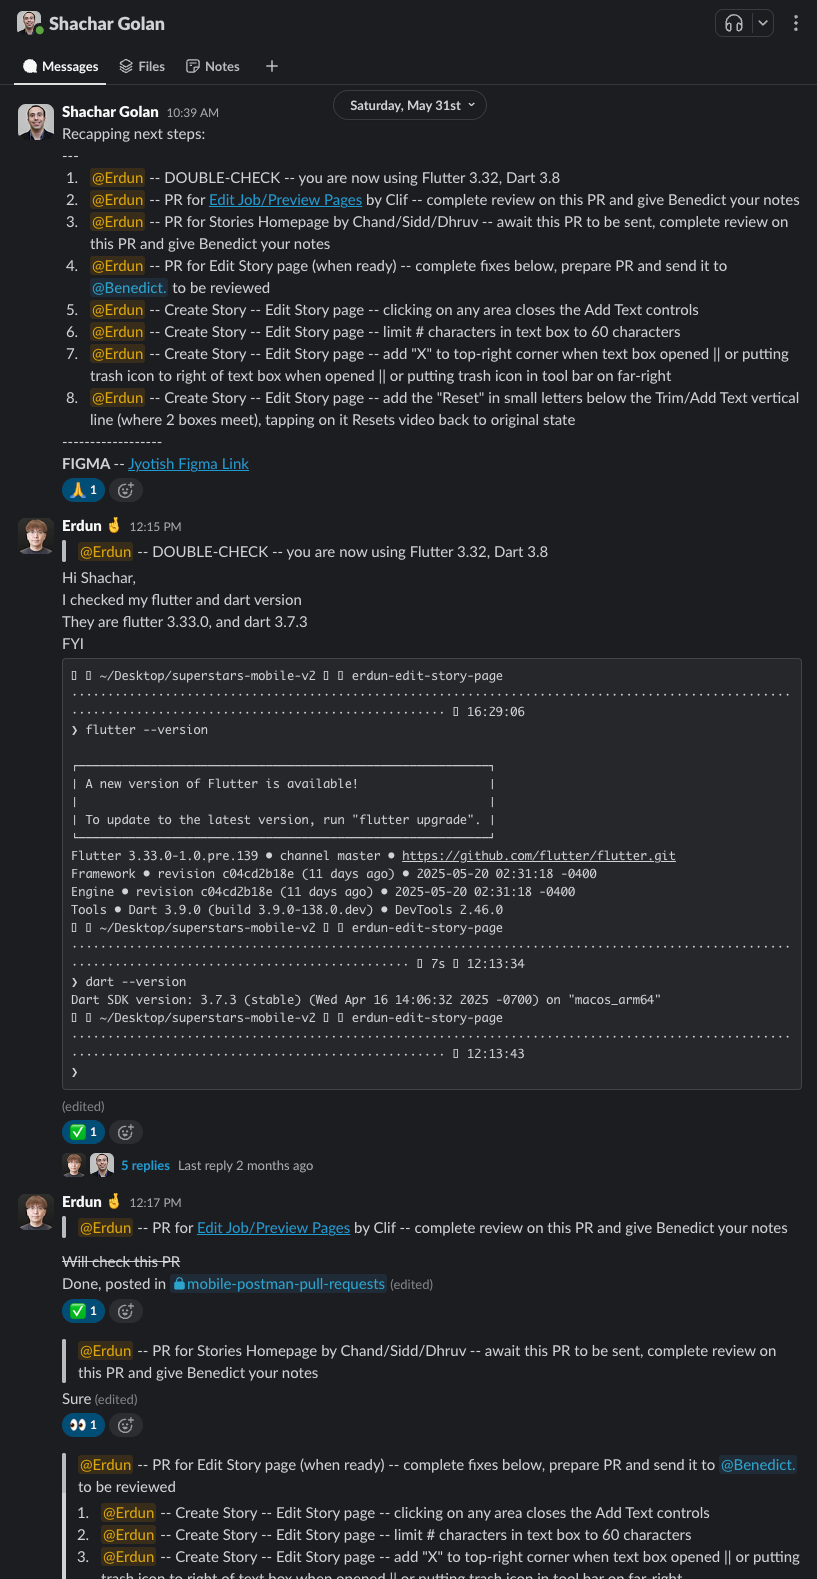 Shachar Golan
Messages Files Notes +
Saturday, May 31st
Shachar Golan 10:39 AM
Recapping next steps:
---
1. @Erdun -- DOUBLE-CHECK -- you are now using Flutter 3.32, Dart 3.8
2. @Erdun -- PR for Edit Job/Preview Pages by Clif -- complete review on this PR and give Benedict your notes
3. @Erdun -- PR for Stories Homepage by Chand/Sidd/Dhruv -- await this PR to be sent, complete review on
this PR and give Benedict your notes
4. @Erdun -- PR for Edit Story page (when ready) -- complete fixes below, prepare PR and send it to
@Benedict. to be reviewed
5. @Erdun -- Create Story -- Edit Story page -- clicking on any area closes the Add Text controls
6. @Erdun -- Create Story -- Edit Story page -- limit # characters in text box to 60 characters
7. @Erdun -- Create Story -- Edit Story page -- add "X" to top-right corner when text box opened || or putting
trash icon to right of text box when opened || or putting trash icon in tool bar on far-right
8. @Erdun -- Create Story -- Edit Story page -- add the "Reset" in small letters below the Trim/Add Text vertical
line (where 2 boxes meet), tapping on it Resets video back to original state
------------------
FIGMA -- Jyotish Figma Link
🙏 1
Erdun 🤞 12:15 PM
@Erdun -- DOUBLE-CHECK -- you are now using Flutter 3.32, Dart 3.8
Hi Shachar,
I checked my flutter and dart version
They are flutter 3.33.0, and dart 3.7.3
FYI
~/Desktop/superstars-mobile-v2 erdun-edit-story-page
16:29:06
❯ flutter --version
| A new version of Flutter is available! |
| |
| To update to the latest version, run "flutter upgrade". |
Flutter 3.33.0-1.0.pre.139 • channel master • https://github.com/flutter/flutter.git
Framework • revision c04cd2b18e (11 days ago) • 2025-05-20 02:31:18 -0400
Engine • revision c04cd2b18e (11 days ago) • 2025-05-20 02:31:18 -0400
Tools • Dart 3.9.0 (build 3.9.0-138.0.dev) • DevTools 2.46.0
~/Desktop/superstars-mobile-v2 erdun-edit-story-page
7s 12:13:34
❯ dart --version
Dart SDK version: 3.7.3 (stable) (Wed Apr 16 14:06:32 2025 -0700) on "macos_arm64"
~/Desktop/superstars-mobile-v2 erdun-edit-story-page
12:13:43
❯
(edited)
✅ 1
5 replies Last reply 2 months ago
Erdun 🤞 12:17 PM
@Erdun -- PR for Edit Job/Preview Pages by Clif -- complete review on this PR and give Benedict your notes
Will check this PR
Done, posted in mobile-postman-pull-requests (edited)
✅ 1
@Erdun -- PR for Stories Homepage by Chand/Sidd/Dhruv -- await this PR to be sent, complete review on
this PR and give Benedict your notes
Sure (edited)
👀 1
@Erdun -- PR for Edit Story page (when ready) -- complete fixes below, prepare PR and send it to @Benedict.
to be reviewed
1. @Erdun -- Create Story -- Edit Story page -- clicking on any area closes the Add Text controls
2. @Erdun -- Create Story -- Edit Story page -- limit # characters in text box to 60 characters
3. @Erdun -- Create Story -- Edit Story page -- add "X" to top-right corner when text box opened || or putting
trash icon to right of text box when opened || or putting trash icon in tool bar on far-right